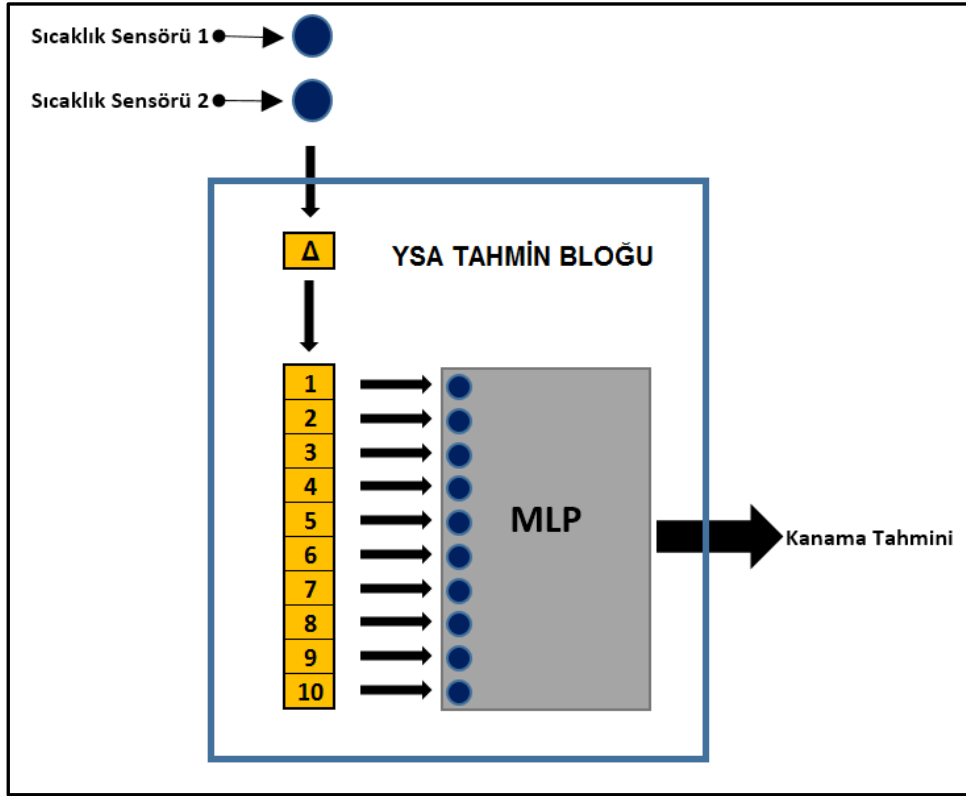 Sıcaklık Sensörü 1
Sıcaklık Sensörü 2
Δ
YSA TAHMİN BLOĞU
1
2
3
4
5
6
7
8
9
10
MLP
Kanama Tahmini